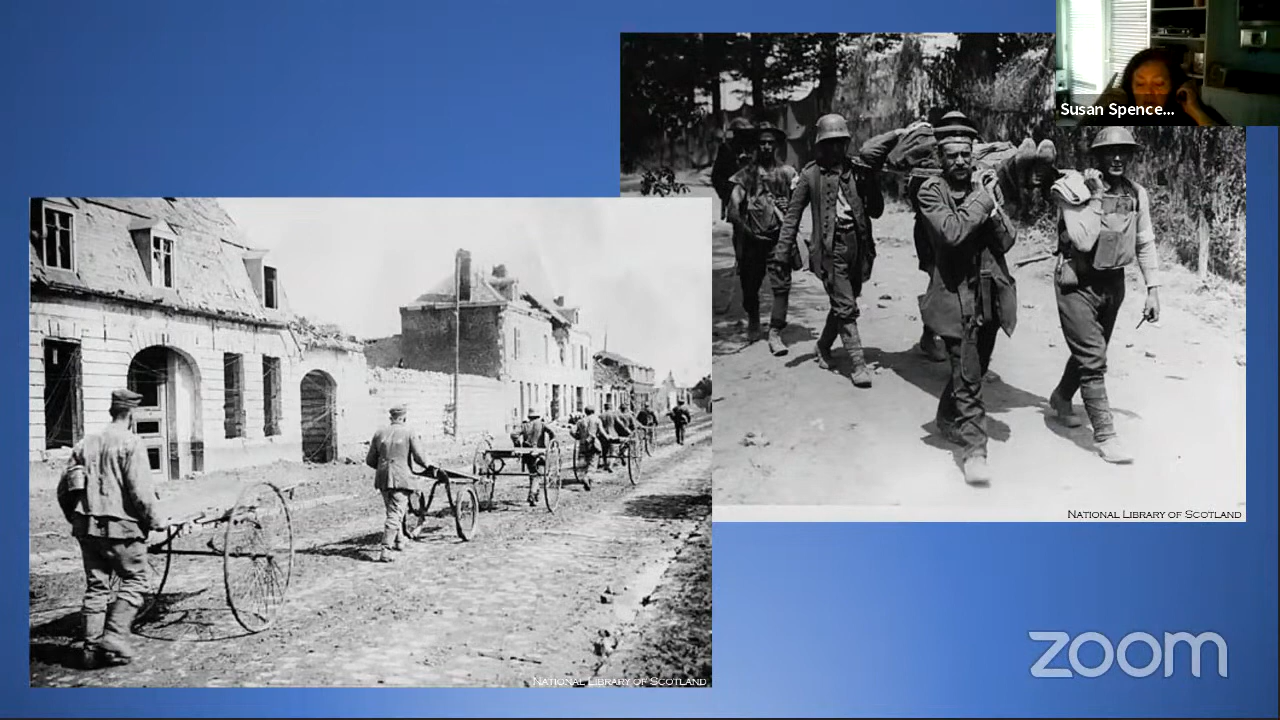 Susan Spence...
NATIONAL LIBRARY OF SCOTLAND
NATIONAL LIBRARY OF SCOTLAND
zoom